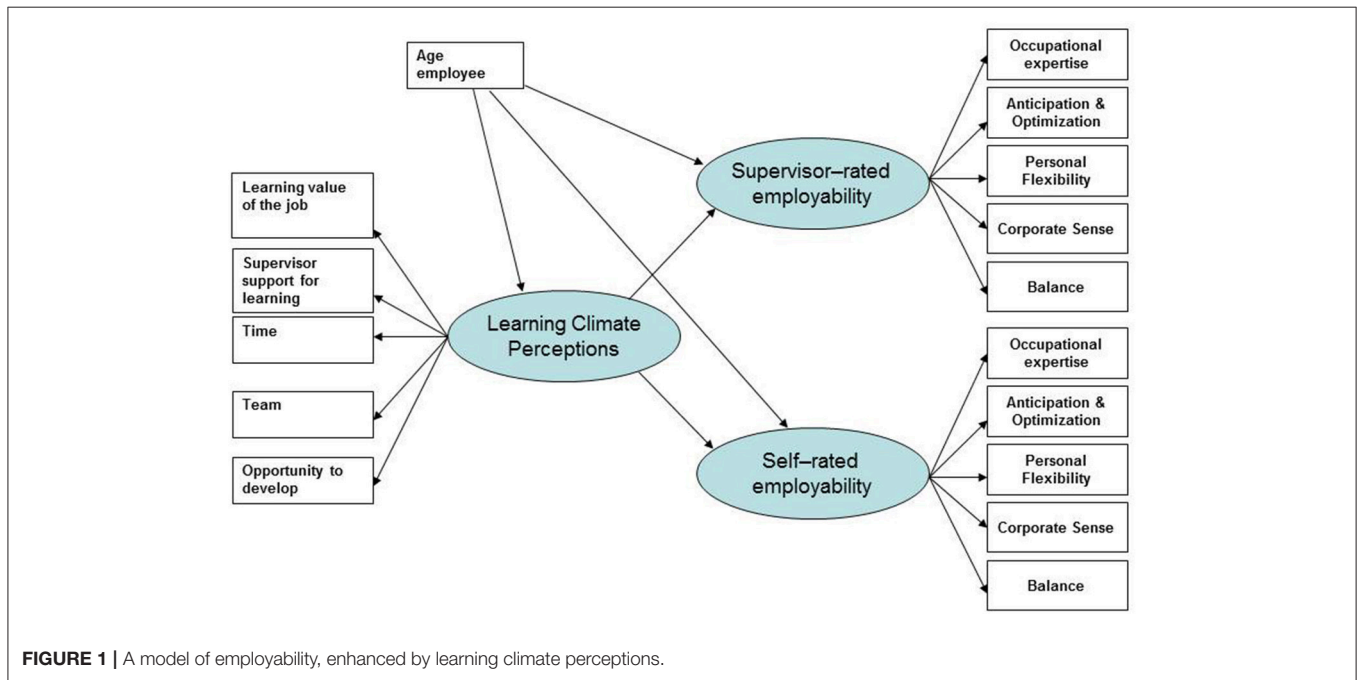 Age
employee
Learning value
of the job
Supervisor
support for
learning
Time
Team
Opportunity to
develop
Learning Climate
Perceptions
Supervisor–rated
employability
Self–rated
employability
Occupational
expertise
Anticipation &
Optimization
Personal
Flexibility
Corporate Sense
Balance
Occupational
expertise
Anticipation &
Optimization
Personal
Flexibility
Corporate Sense
Balance
FIGURE 1 | A model of employability, enhanced by learning climate perceptions.